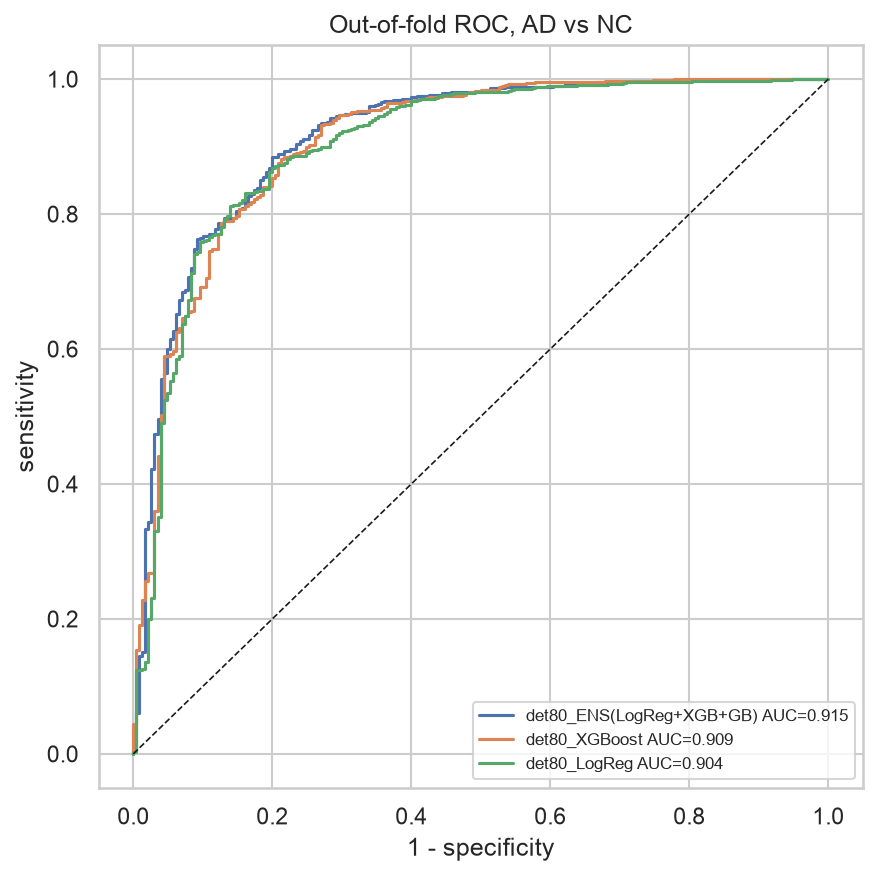 Out-of-fold ROC, AD vs NC
sensitivity
1.0
0.8
0.6
0.4
0.2
0.0
0.0 0.2 0.4 0.6 0.8 1.0
1 - specificity
det80_ENS(LogReg+XGB+GB) AUC=0.915
det80_XGBoost AUC=0.909
det80_LogReg AUC=0.904